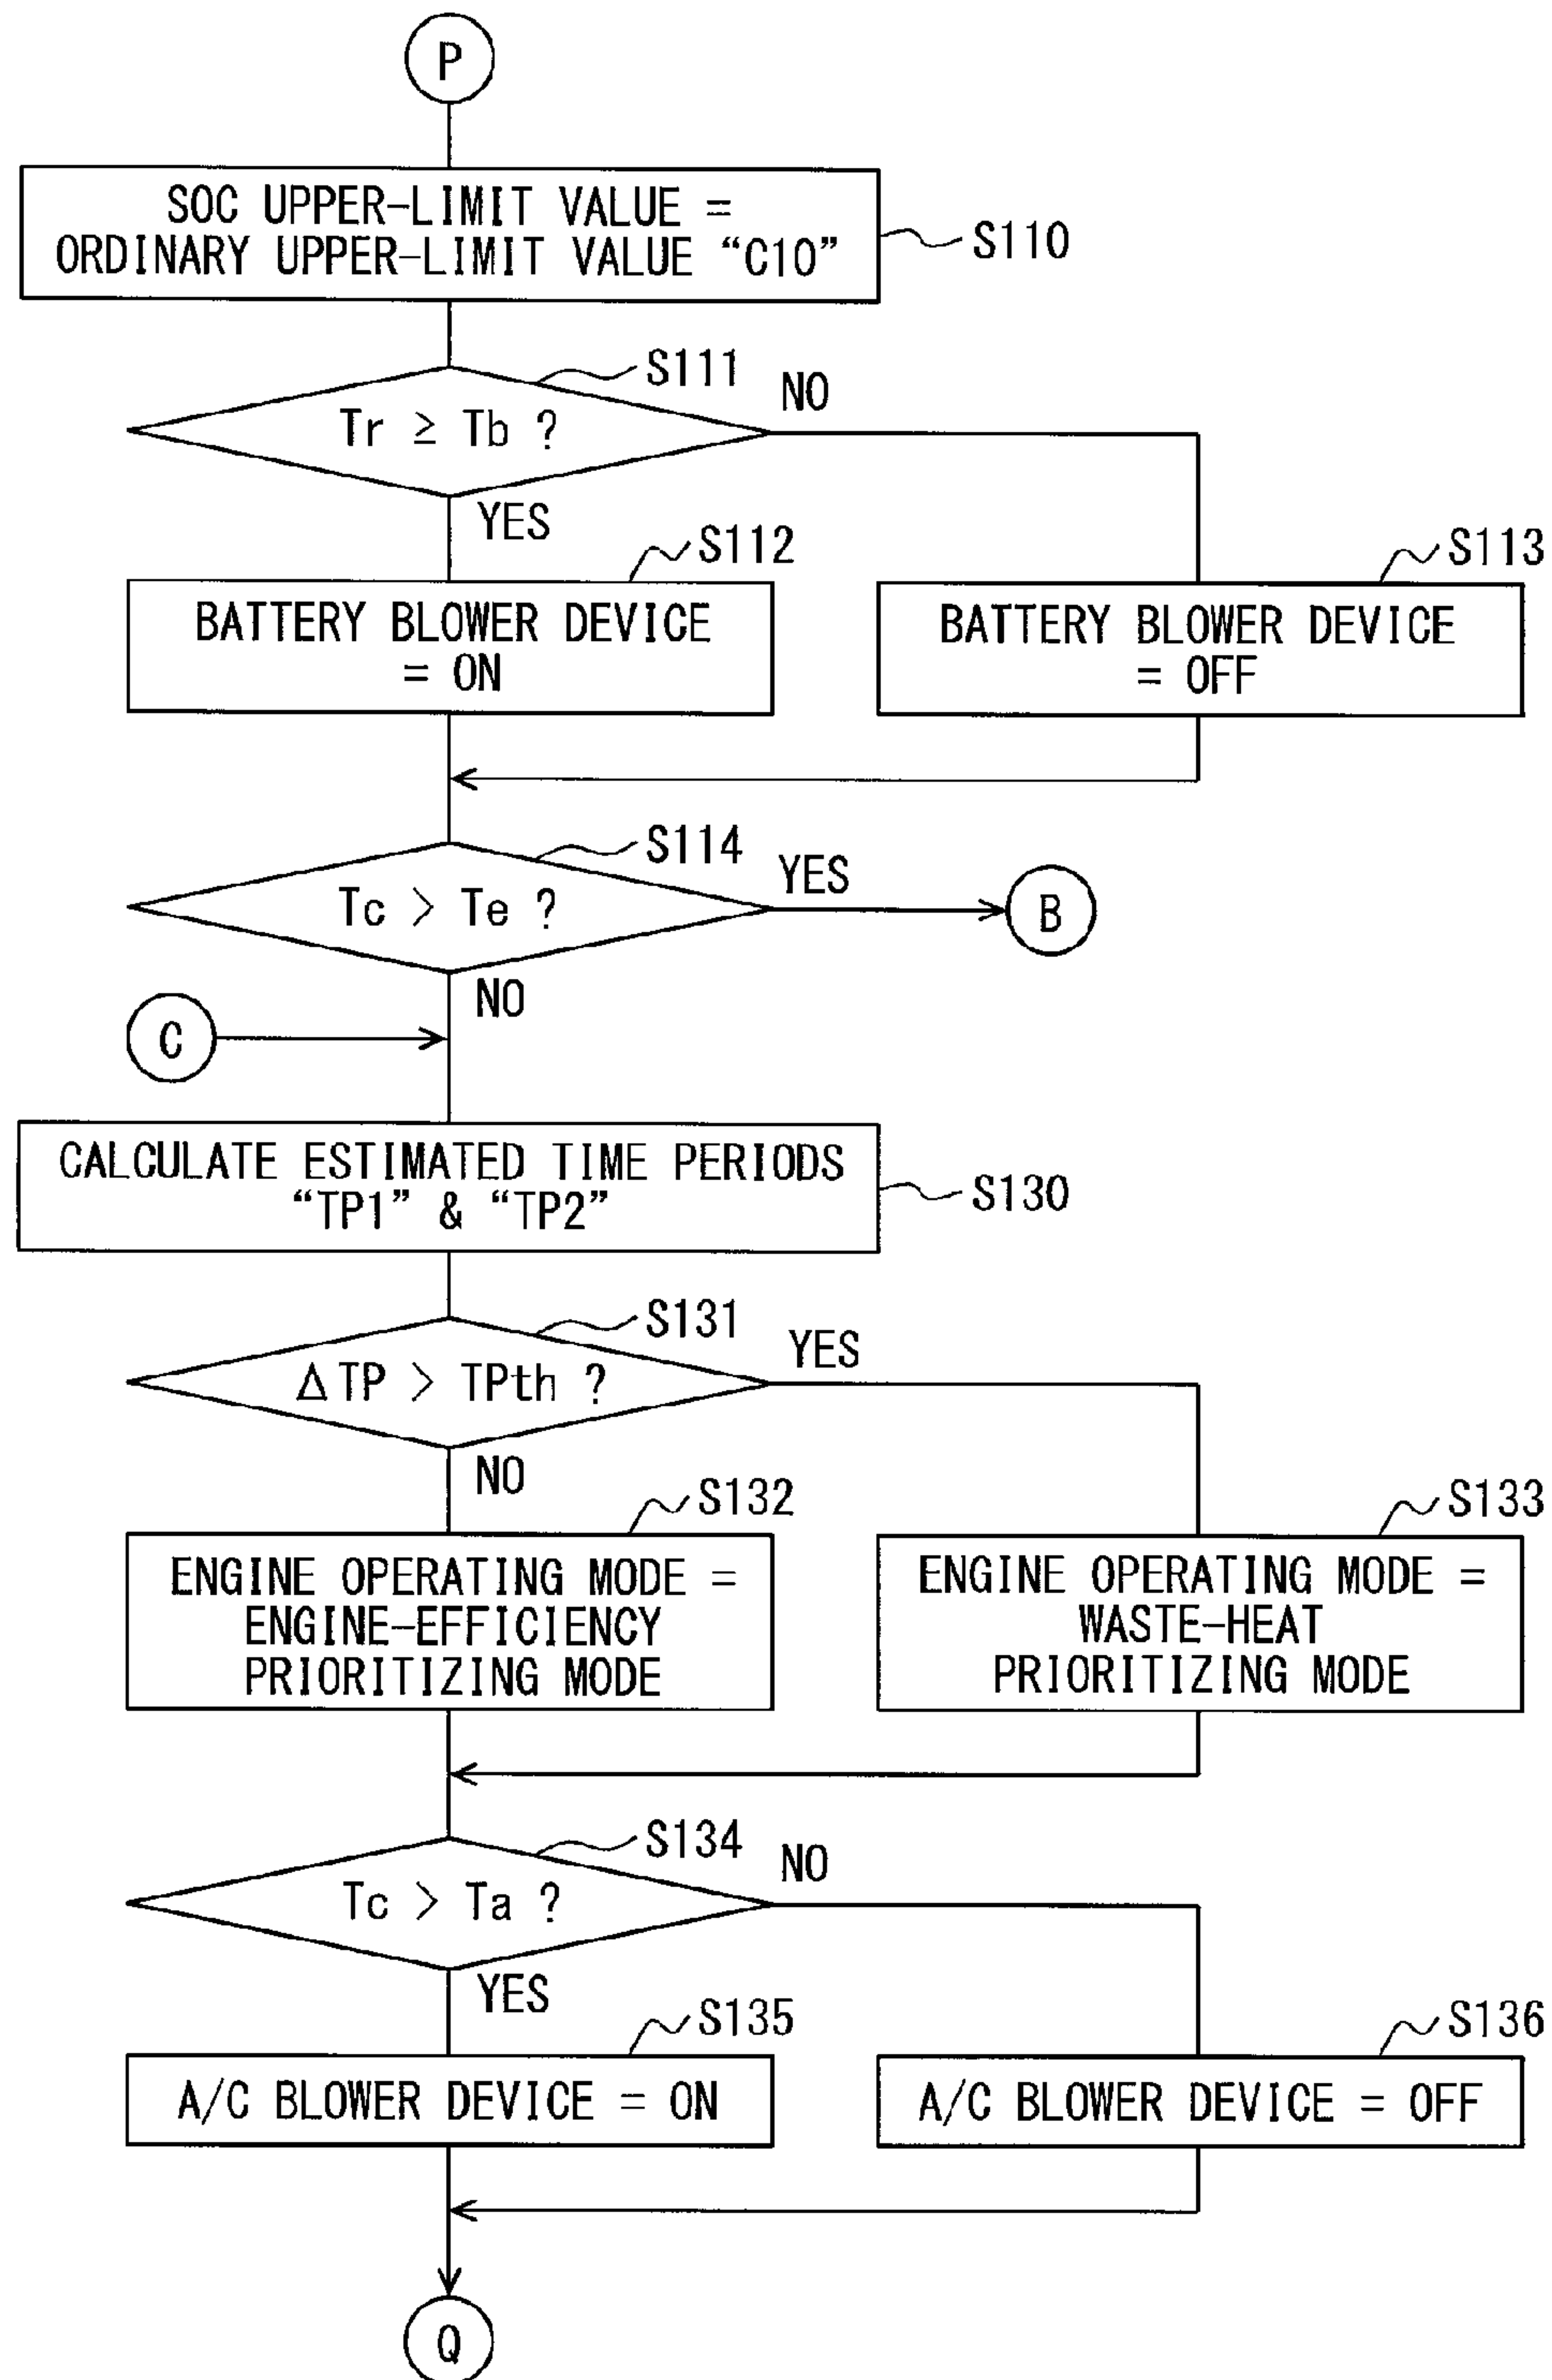 P
SOC UPPER-LIMIT VALUE =
ORDINARY UPPER-LIMIT VALUE “C10”
S110
S111
NO
Tr ≥ Tb ?
YES
S112
S113
BATTERY BLOWER DEVICE
= ON
BATTERY BLOWER DEVICE
= OFF
S114
YES
Tc > Te ?
B
NO
C
CALCULATE ESTIMATED TIME PERIODS
“TP1” & “TP2”
S130
S131
YES
ΔTP > TPth ?
NO
S132
S133
ENGINE OPERATING MODE =
ENGINE-EFFICIENCY
PRIORITIZING MODE
ENGINE OPERATING MODE =
WASTE-HEAT
PRIORITIZING MODE
S134
NO
Tc > Ta ?
YES
S135
S136
A/C BLOWER DEVICE = ON
A/C BLOWER DEVICE = OFF
Q